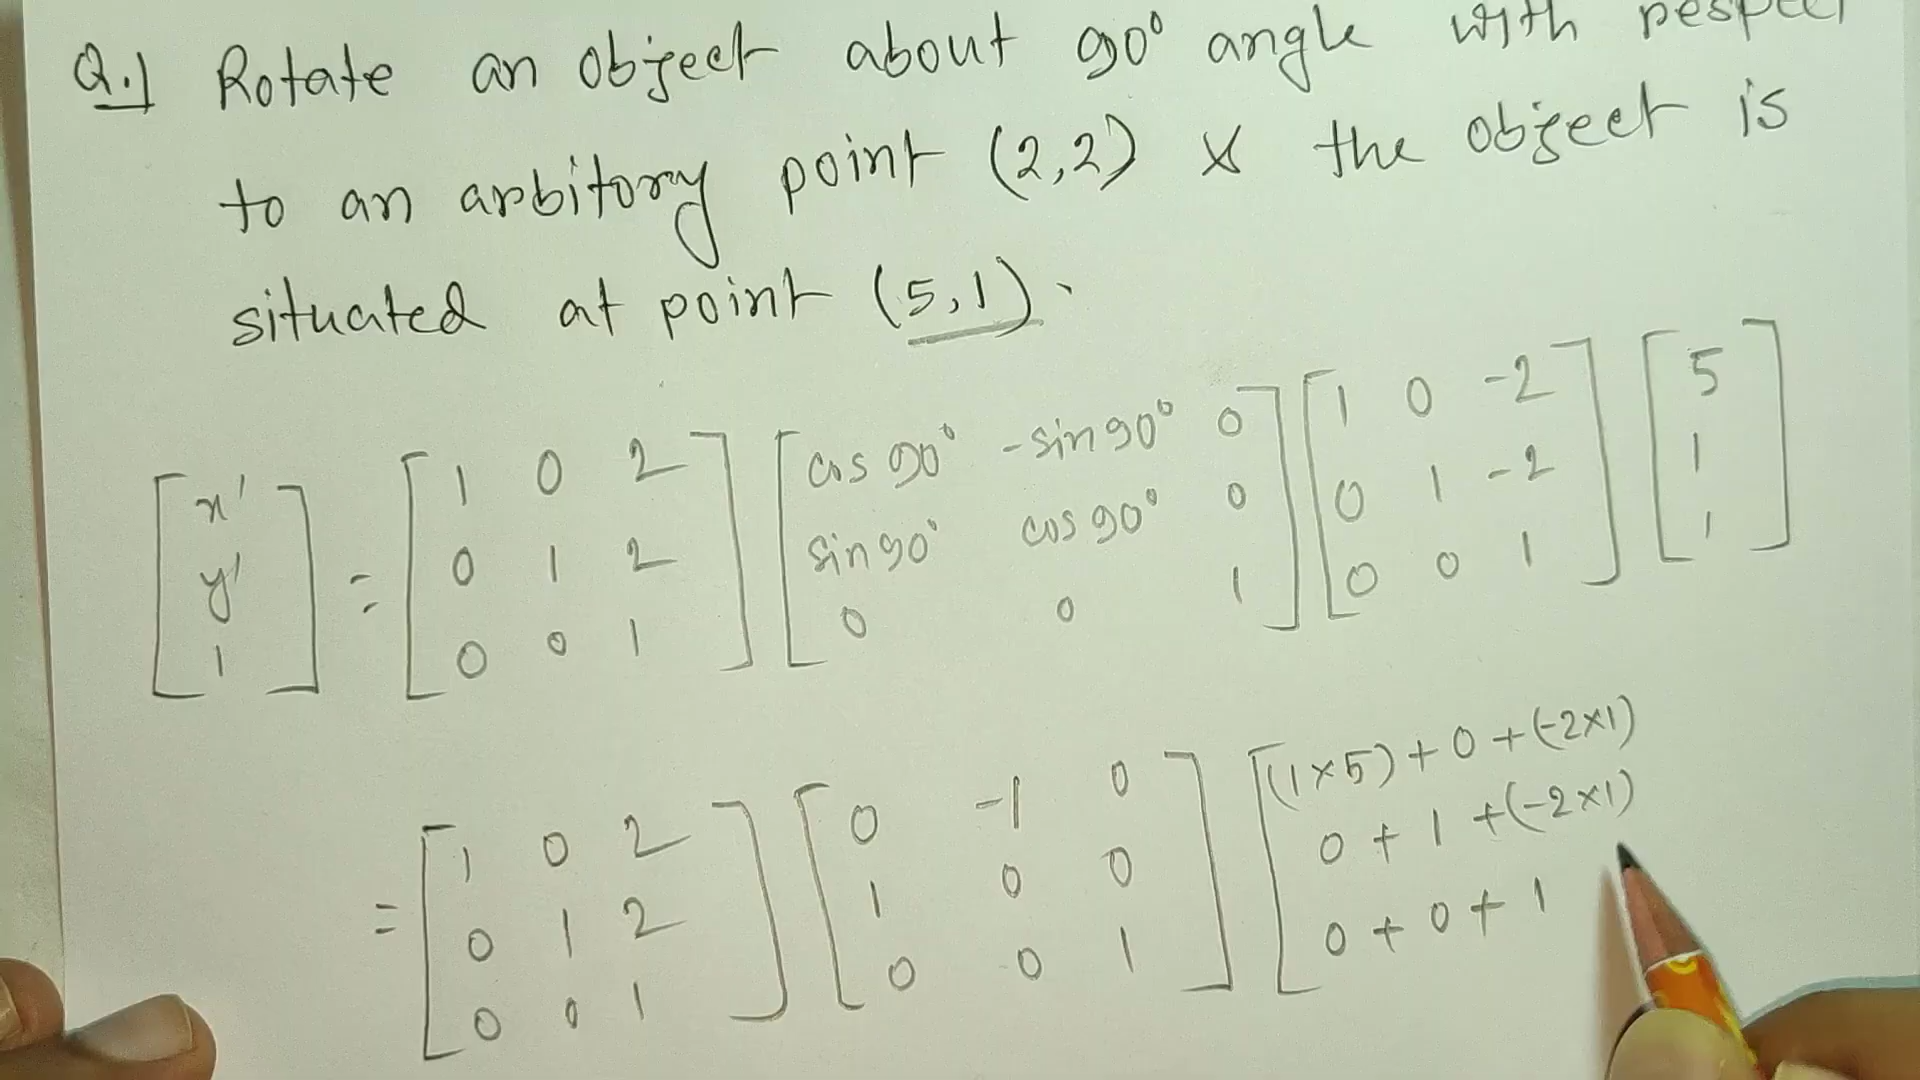 Q.1 Rotate an object about 90° angle with respect
to an arbitory point (2,2) & the object is
situated at point (5,1).
[x' y' 1] = [1 0 2; 0 1 2; 0 0 1] [cos 90° -sin 90° 0; sin 90° cos 90° 0; 0 0 1] [1 0 -2; 0 1 -2; 0 0 1] [5 1 1]
= [1 0 2; 0 1 2; 0 0 1] [0 -1 0; 1 0 0; 0 0 1] [(1×5)+0+(-2×1); 0+1+(-2×1); 0+0+1